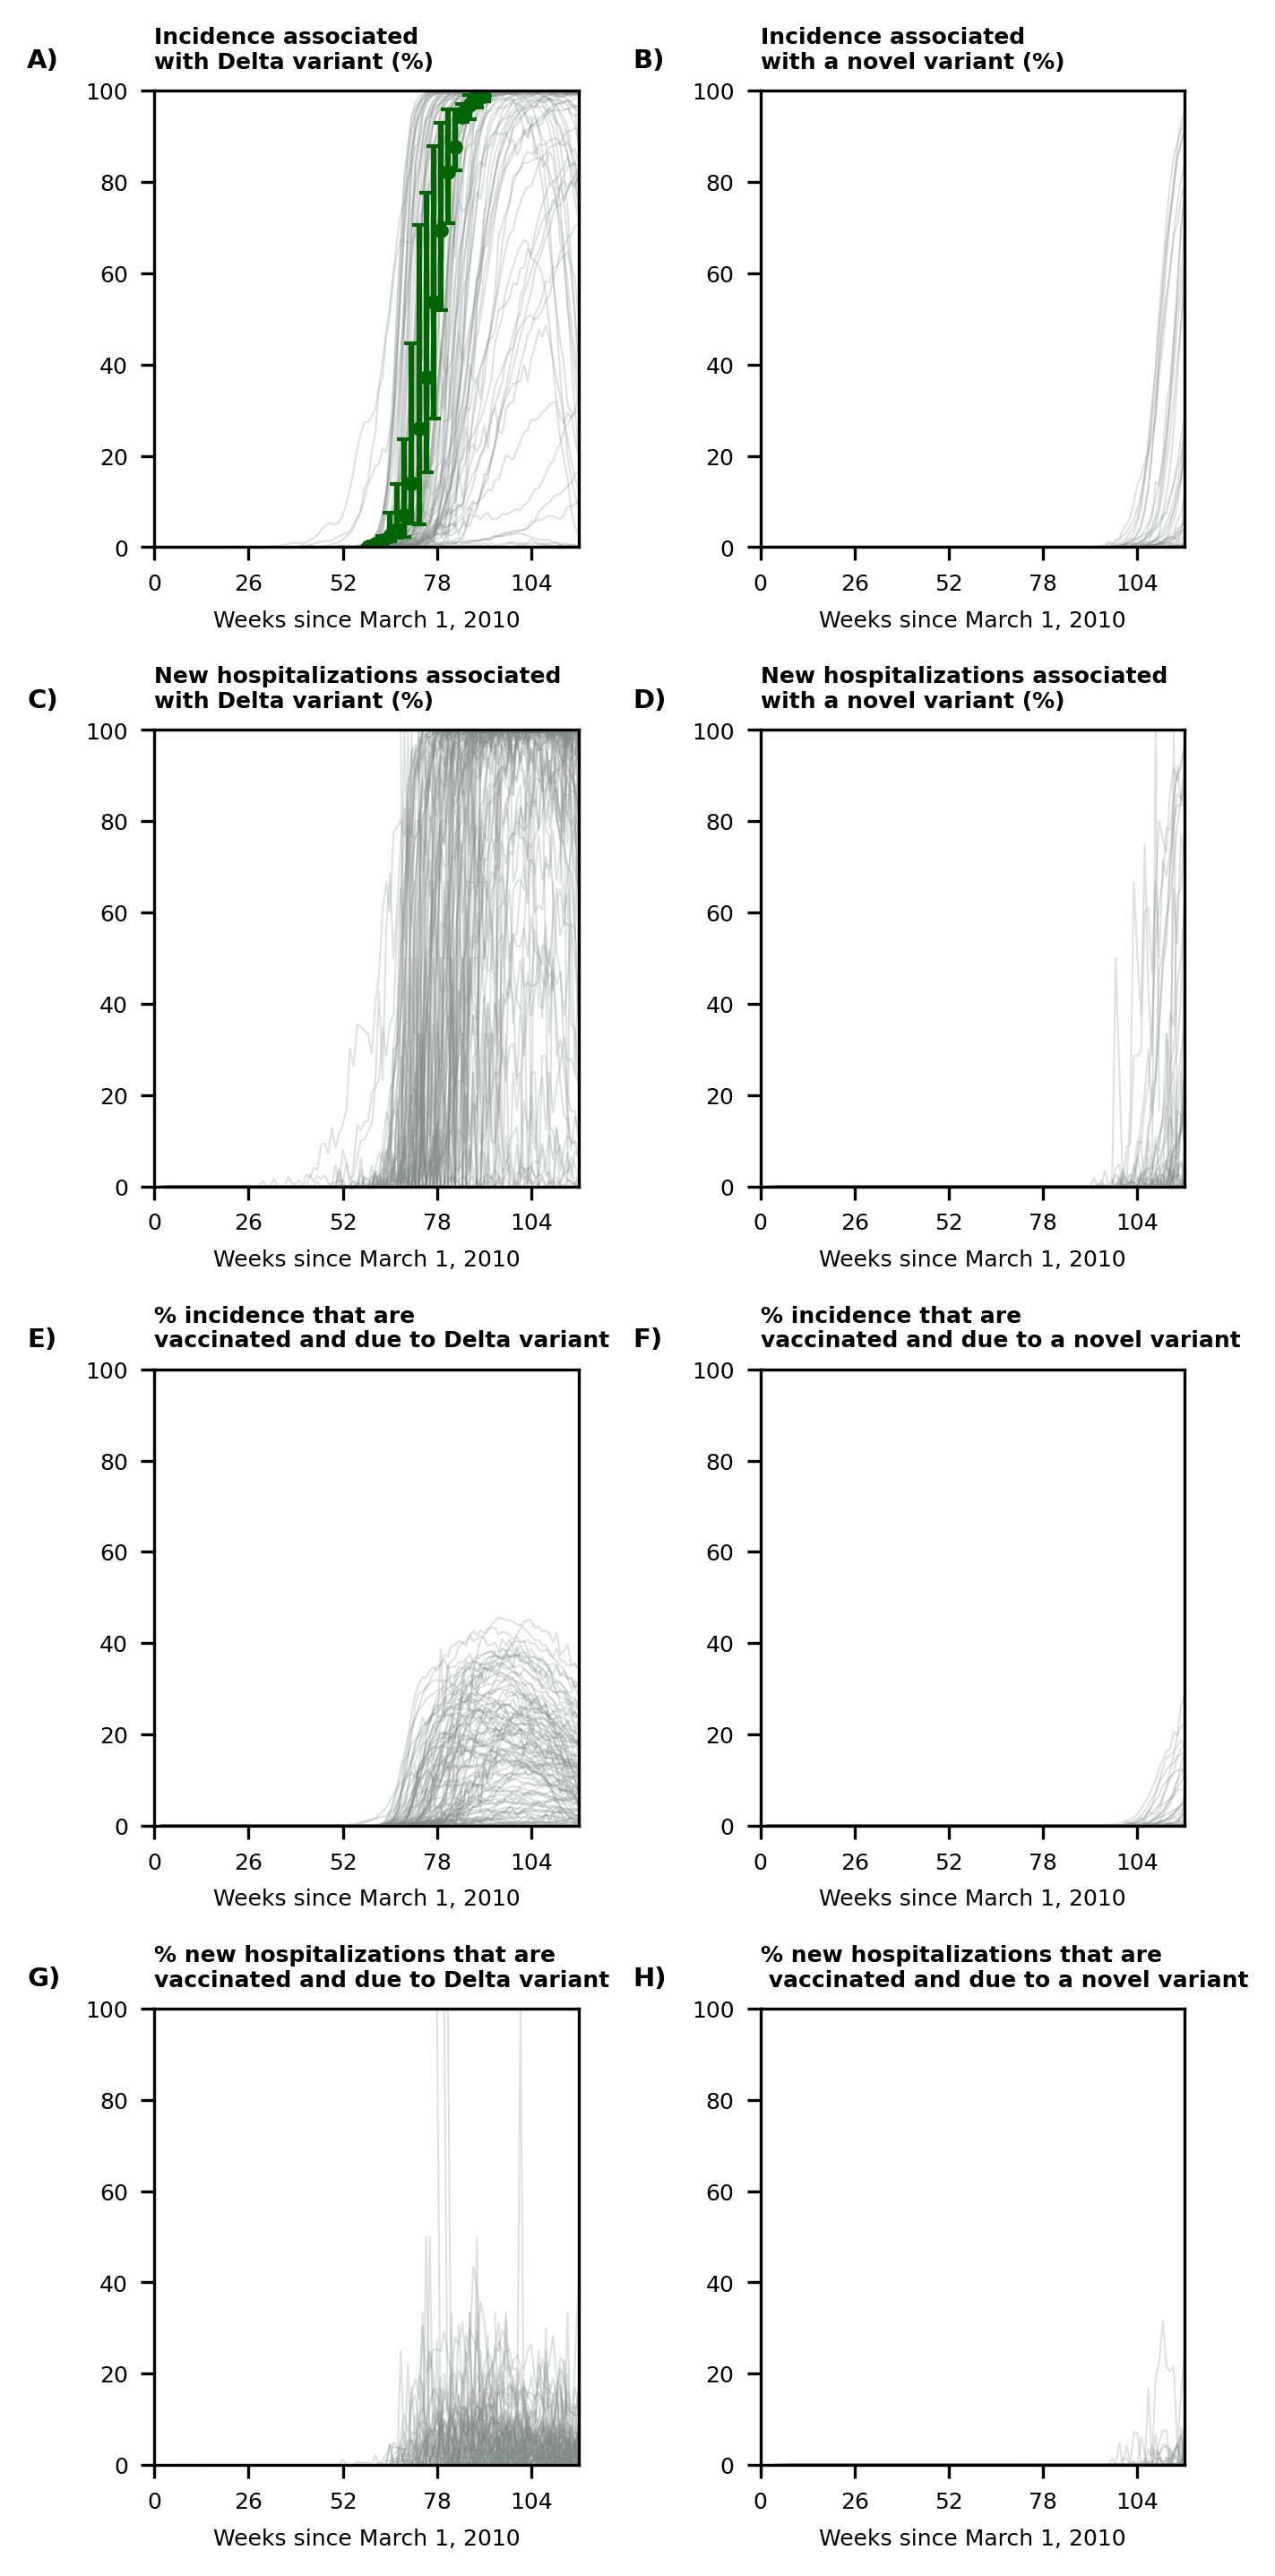 A)
Incidence associated
with Delta variant (%)
100
80
60
40
20
0
0 26 52 78 104
Weeks since March 1, 2010
B)
Incidence associated
with a novel variant (%)
100
80
60
40
20
0
0 26 52 78 104
Weeks since March 1, 2010
C)
New hospitalizations associated
with Delta variant (%)
100
80
60
40
20
0
0 26 52 78 104
Weeks since March 1, 2010
D)
New hospitalizations associated
with a novel variant (%)
100
80
60
40
20
0
0 26 52 78 104
Weeks since March 1, 2010
E)
% incidence that are
vaccinated and due to Delta variant
100
80
60
40
20
0
0 26 52 78 104
Weeks since March 1, 2010
F)
% incidence that are
vaccinated and due to a novel variant
100
80
60
40
20
0
0 26 52 78 104
Weeks since March 1, 2010
G)
% new hospitalizations that are
vaccinated and due to Delta variant
100
80
60
40
20
0
0 26 52 78 104
Weeks since March 1, 2010
H)
% new hospitalizations that are
vaccinated and due to a novel variant
100
80
60
40
20
0
0 26 52 78 104
Weeks since March 1, 2010